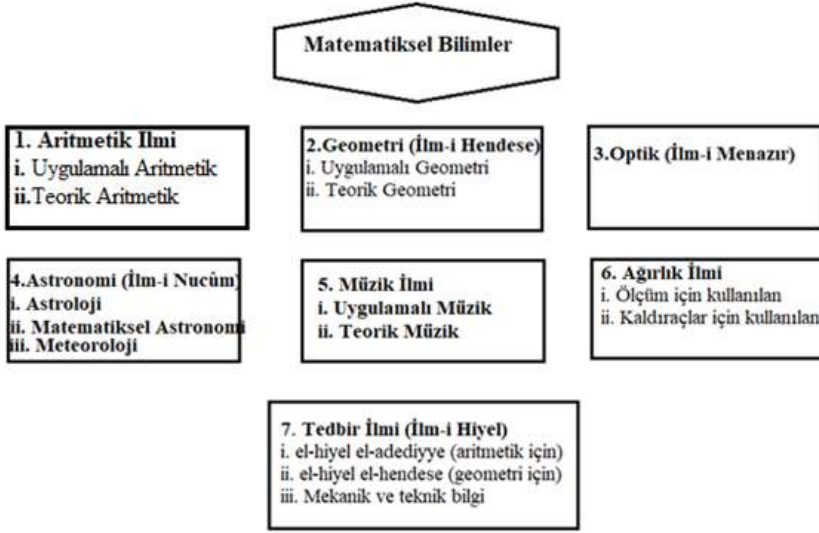 Matematiksel Bilimler
1. Aritmetik Ilmi
i. Uygulamalı Aritmetik
ii.Teorik Aritmetik
2.Geometri (İlm-i Hendese)
i. Uygulamalı Geometri
ii. Teorik Geometri
3.Optik (İlm-i Menazır)
4.Astronomi (İlm-i Nucûm)
i. Astroloji
ii. Matematiksel Astronomi
iii. Meteoroloji
5. Müzik İlmi
i. Uygulamalı Müzik
ii. Teorik Müzik
6. Ağırlık İlmi
i. Ölçüm için kullanılan
ii. Kaldıraçlar için kullanılan
7. Tedbir İlmi (İlm-i Hiyel)
i. el-hiyel el-adediyye (aritmetik için)
ii. el-hiyel el-hendese (geometri için)
iii. Mekanik ve teknik bilgi